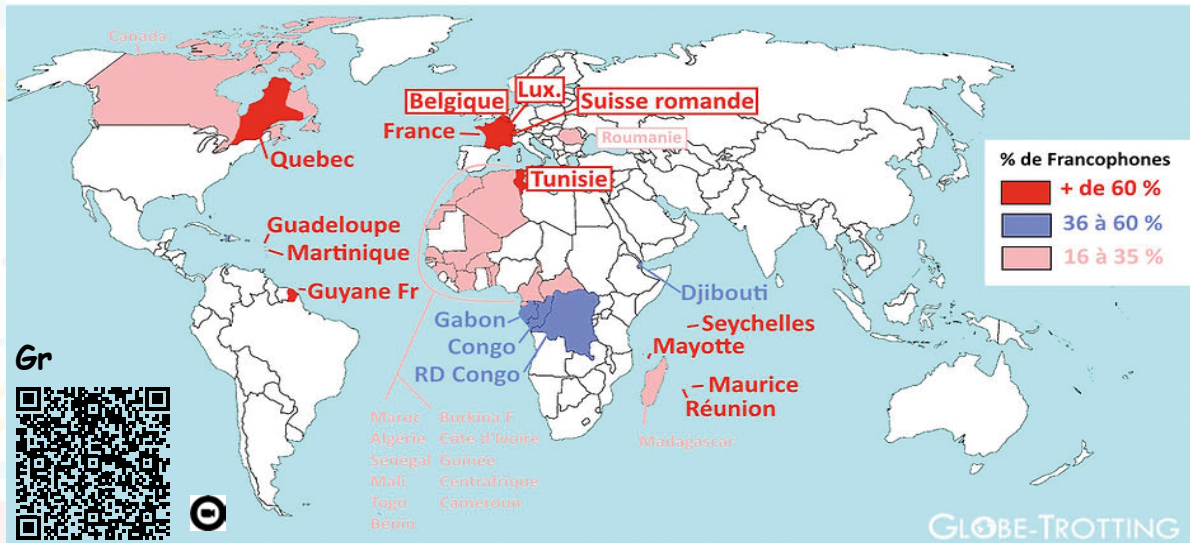 Canada
Belgique
Lux.
Suisse romande
France
Roumanie
Quebec
Tunisie
% de Francophones
+ de 60 %
36 à 60 %
16 à 35 %
Guadeloupe
Martinique
Guyane Fr
Djibouti
Gabon
Congo
RD Congo
Seychelles
Mayotte
Maurice
Réunion
Madagascar
Gr
Maroc
Algérie
Sénégal
Mali
Togo
Bénin
Burkina F
Côte d'Ivoire
Guinée
Centrafrique
Cameroun
GLOBE-TROTTING